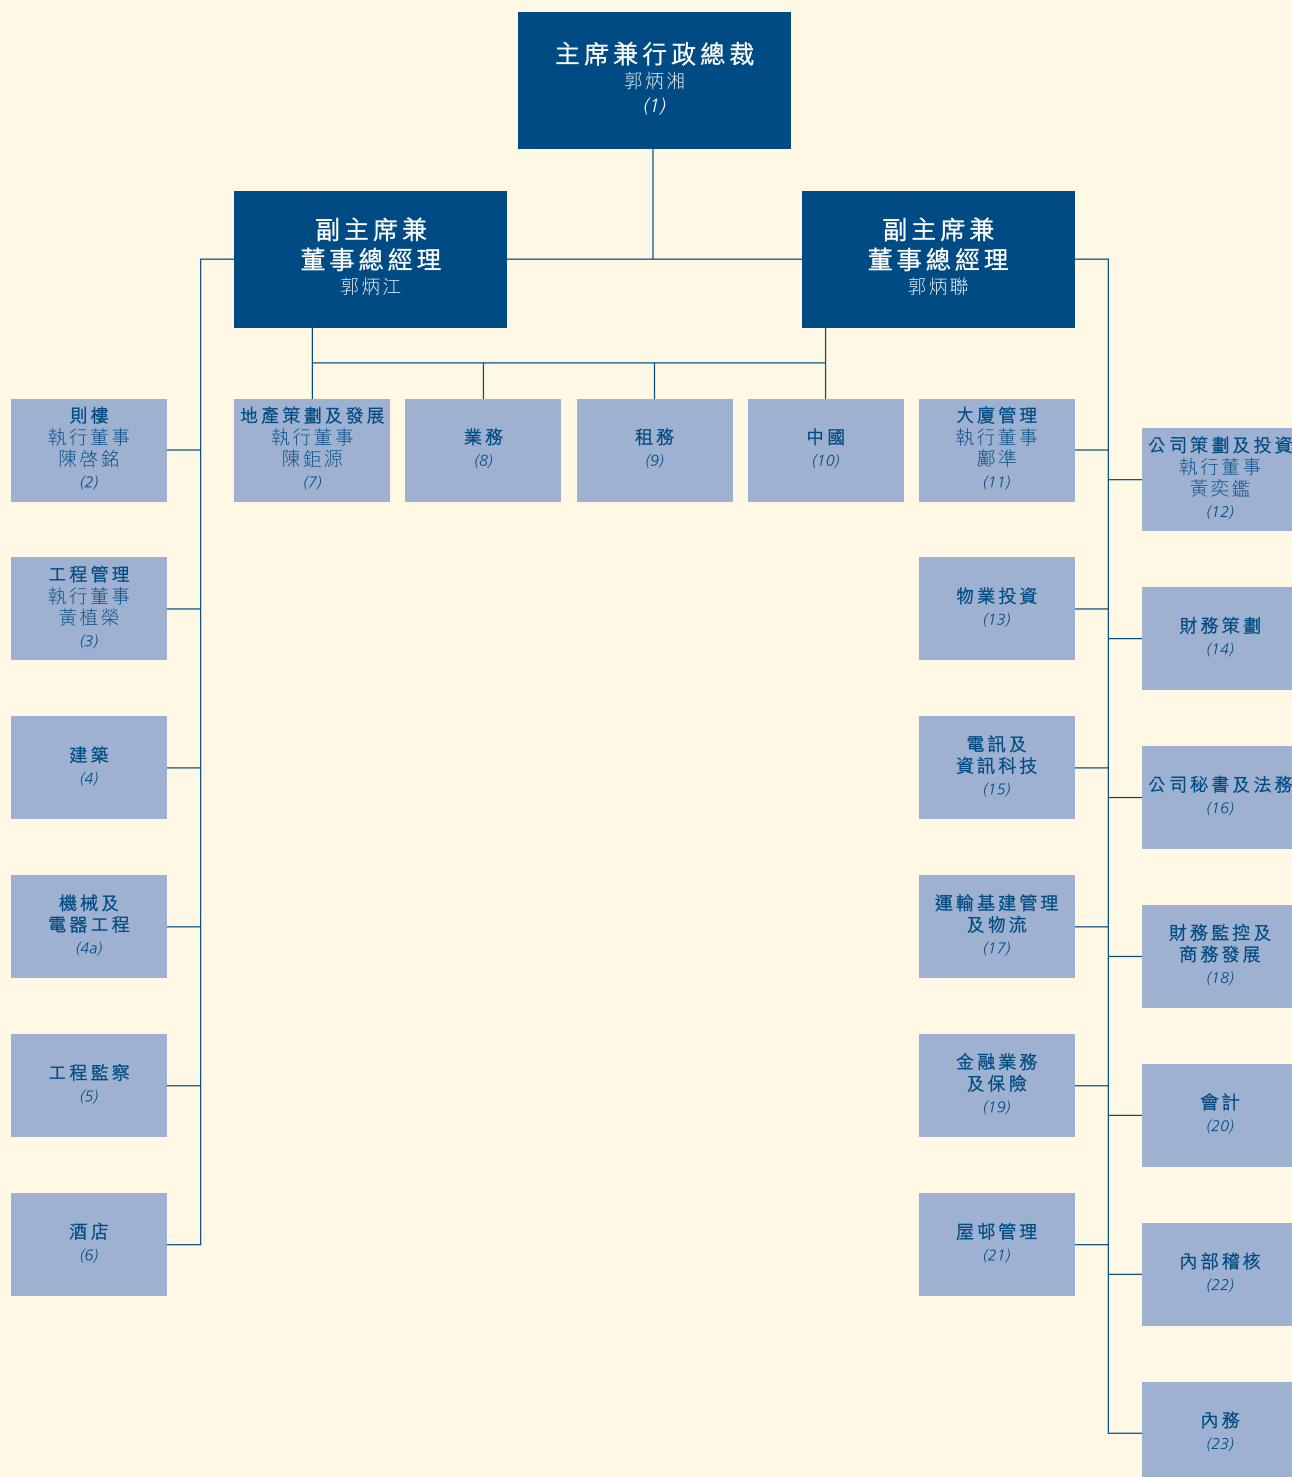 主席兼行政總裁
郭炳湘
(1)
副主席兼
董事總經理
郭炳江
副主席兼
董事總經理
郭炳聯
則樓
執行董事
陳啓銘
(2)
工程管理
執行董事
黃植榮
(3)
建築
(4)
機械及
電器工程
(4a)
工程監察
(5)
酒店
(6)
地產策劃及發展
執行董事
陳鉅源
(7)
業務
(8)
租務
(9)
中國
(10)
大廈管理
執行董事
鄺準
(11)
公司策劃及投資
執行董事
黃奕鑑
(12)
物業投資
(13)
財務策劃
(14)
電訊及
資訊科技
(15)
公司秘書及法務
(16)
運輸基建管理
及物流
(17)
財務監控及
商務發展
(18)
金融業務
及保險
(19)
會計
(20)
屋邨管理
(21)
內部稽核
(22)
內務
(23)